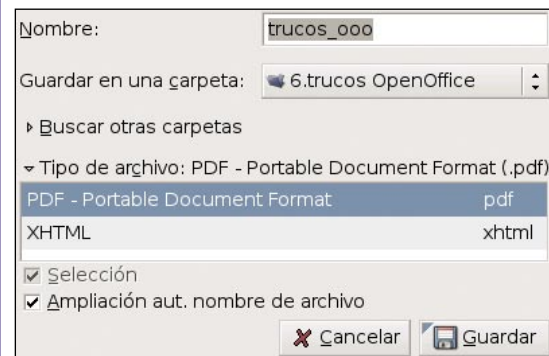 Nombre: trucos_ooo
Guardar en una carpeta: 6.trucos OpenOffice
Buscar otras carpetas
Tipo de archivo: PDF - Portable Document Format (.pdf)
PDF - Portable Document Format pdf
XHTML xhtml
Selección
Ampliación aut. nombre de archivo
Cancelar Guardar